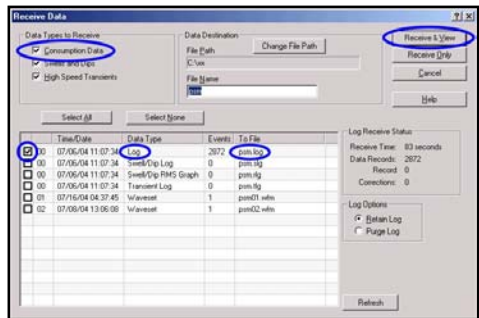 Receive Data
Data Types to Receive
Consumption Data
Swells and Dips
High Speed Transients
Data Destination
File Path
Change File Path
C:\xx
File Name
psm
Receive & View
Receive Only
Cancel
Help
Select All
Select None
Time/Date Data Type Events To File
00 07/06/04 11:07:34 Log 2872 psm.log
00 07/06/04 11:07:34 Swell/Dip Log 0 psm.slg
00 07/06/04 11:07:34 Swell/Dip RMS Graph 0 psm.rlg
00 07/06/04 11:07:34 Transient Log 0 psm.tlg
01 07/16/04 04:37:45 Waveset 1 psm01.wfm
02 07/08/04 13:06:08 Waveset 1 psm02.wfm
Log Receive Status
Receive Time: 83 seconds
Data Records: 2872
Record 0
Corrections: 0
Log Options
Retain Log
Purge Log
Refresh